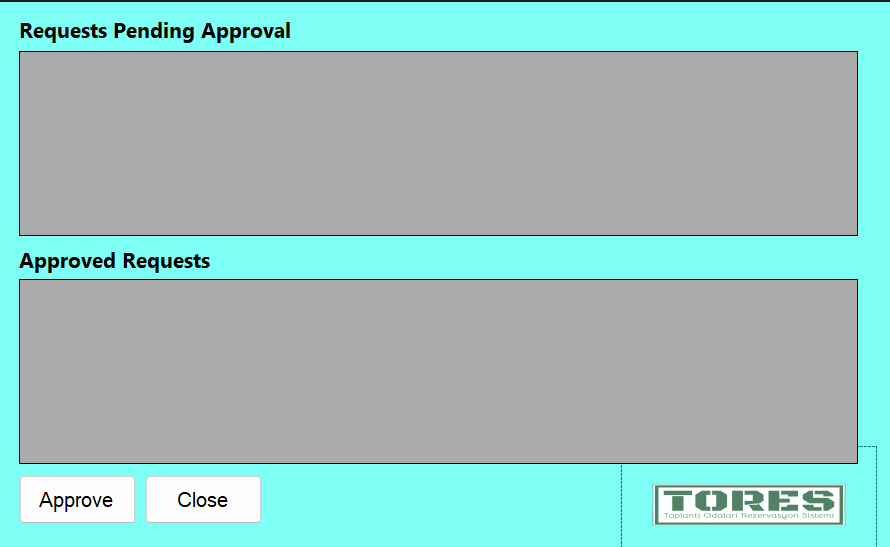 Requests Pending Approval
Approved Requests
Approve
Close
TORES
Toplanti Odalari Rezervasyon Sistemi